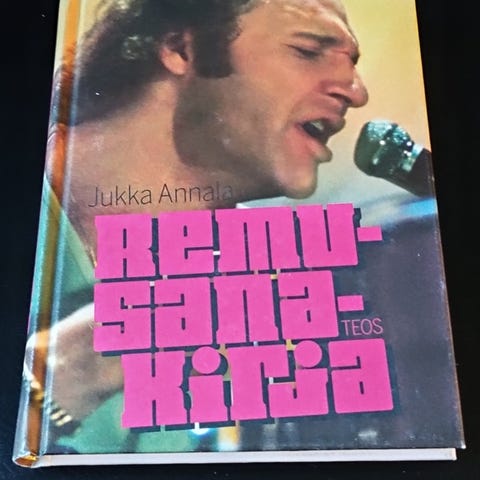 Jukka Annala
Remu-
sana-
TEOS
kirja